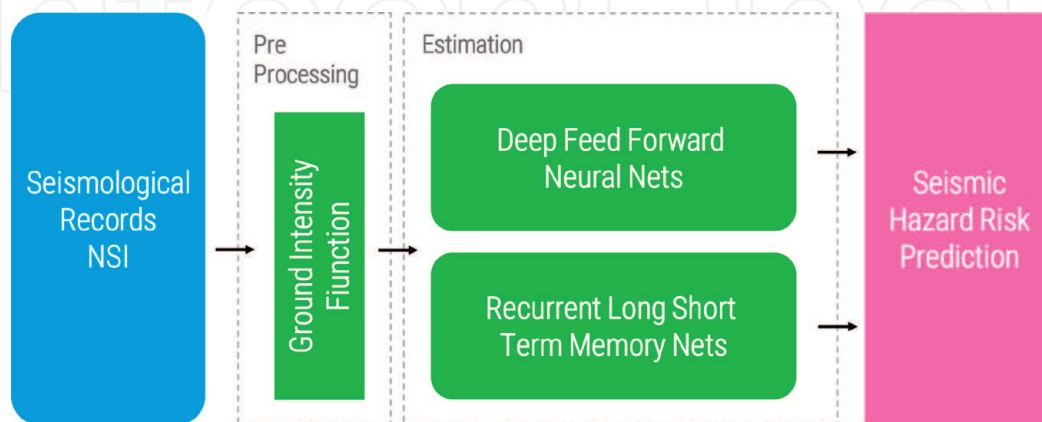 Seismological
Records
NSI
Pre
Processing
Ground Intensity
Fiunction
Estimation
Deep Feed Forward
Neural Nets
Recurrent Long Short
Term Memory Nets
Seismic
Hazard Risk
Prediction